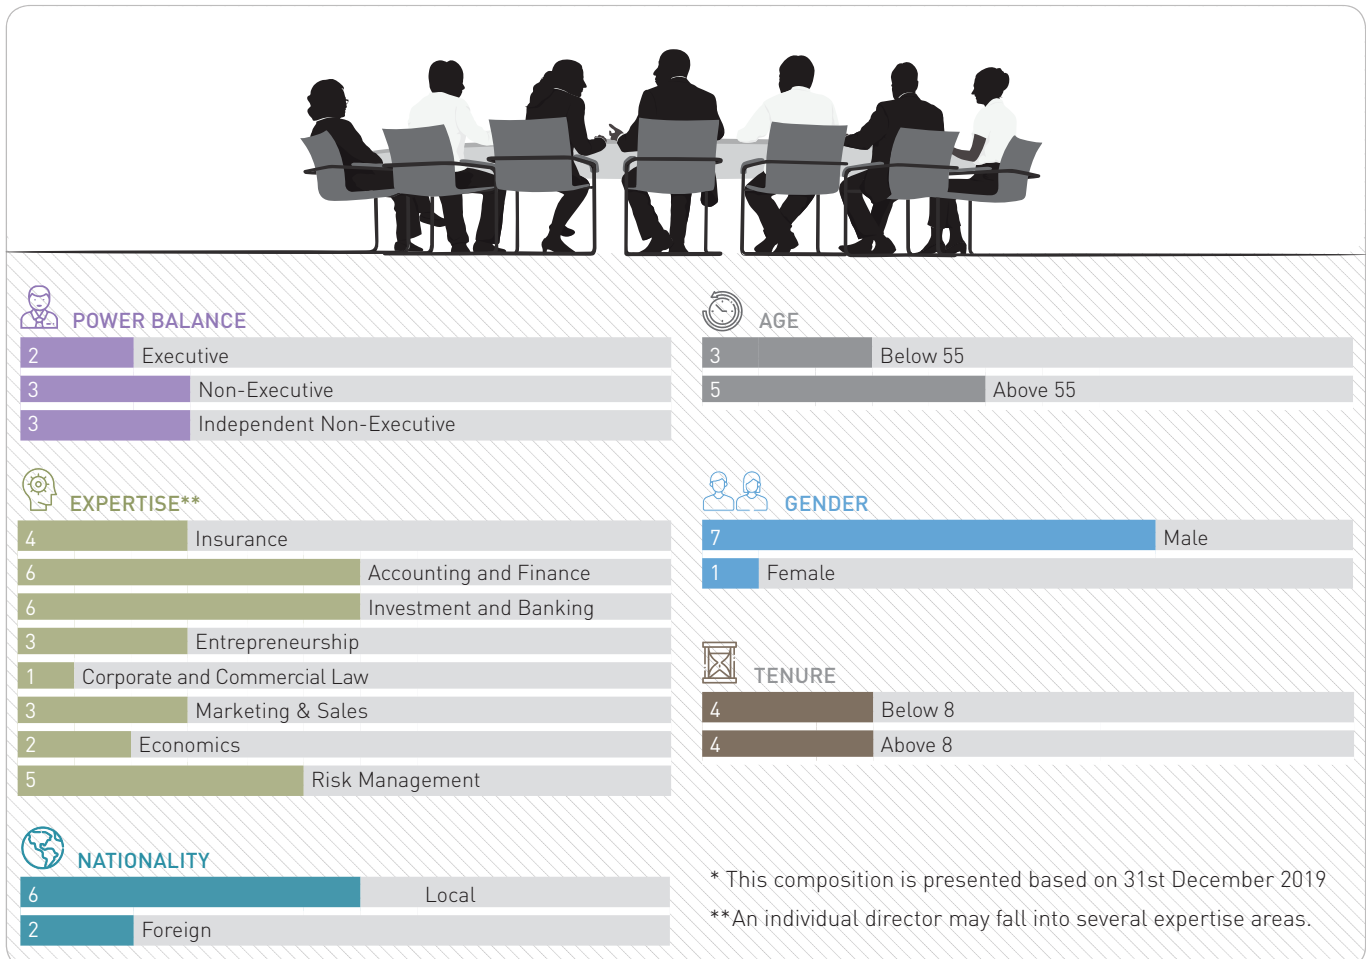 POWER BALANCE
2 Executive
3 Non-Executive
3 Independent Non-Executive
EXPERTISE**
4 Insurance
6 Accounting and Finance
6 Investment and Banking
3 Entrepreneurship
1 Corporate and Commercial Law
3 Marketing & Sales
2 Economics
5 Risk Management
NATIONALITY
6 Local
2 Foreign
AGE
3 Below 55
5 Above 55
GENDER
7 Male
1 Female
TENURE
4 Below 8
4 Above 8
* This composition is presented based on 31st December 2019
**An individual director may fall into several expertise areas.